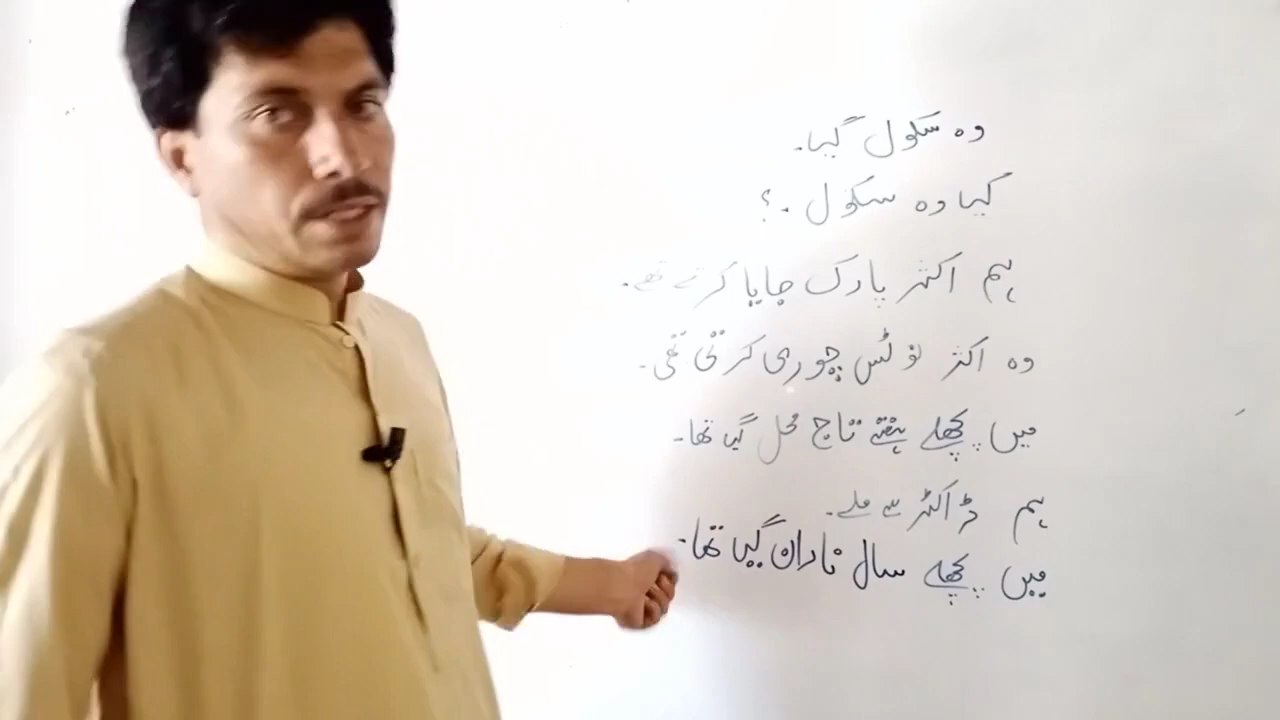 وہ سکول گیا۔
کیا وہ سکول ۔؟
ہم اکثر پارک جایا کرتے تھے۔
وہ اکثر نوٹس چوری کرتی تھی۔
میں پچھلے ہفتے تاج محل گیا تھا۔
ہم ڈاکٹر سے ملے۔
میں پچھلے سال ناران گیا تھا۔